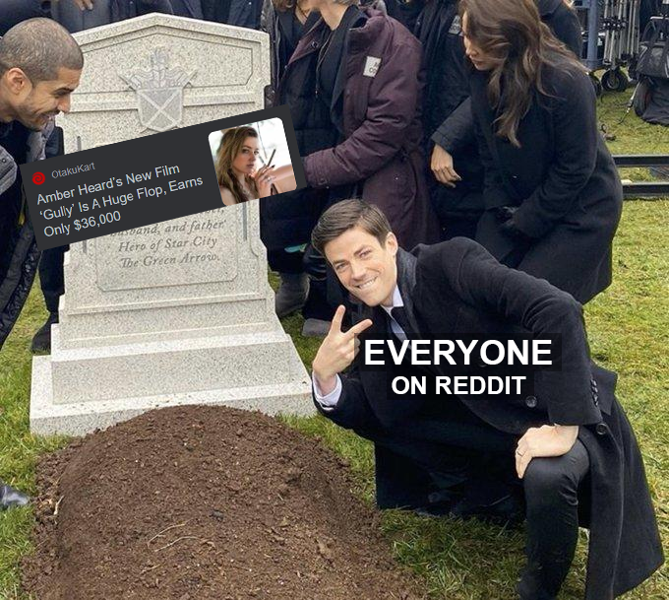 OtakuKart
Amber Heard's New Film
'Gully' Is A Huge Flop, Earns
Only $36,000
husband, and father
Hero of Star City
The Green Arrow.
EVERYONE
ON REDDIT